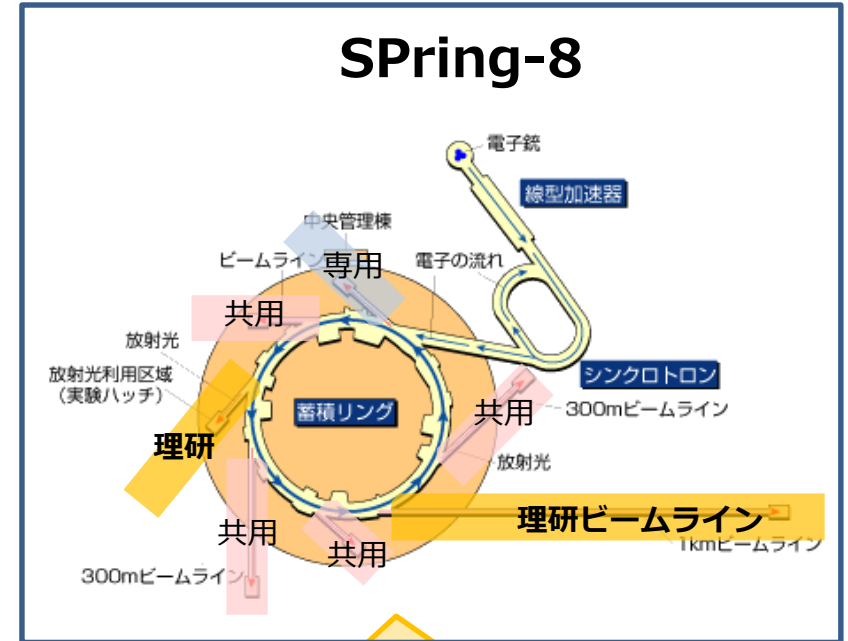 SPring-8
電子銃
線型加速器
中央管理棟
ビームライン
専用
電子の流れ
共用
放射光
放射光利用区域
(実験ハッチ)
シンクロトロン
蓄積リング
共用
300mビームライン
理研
放射光
理研ビームライン
共用
共用
1kmビームライン
300mビームライン